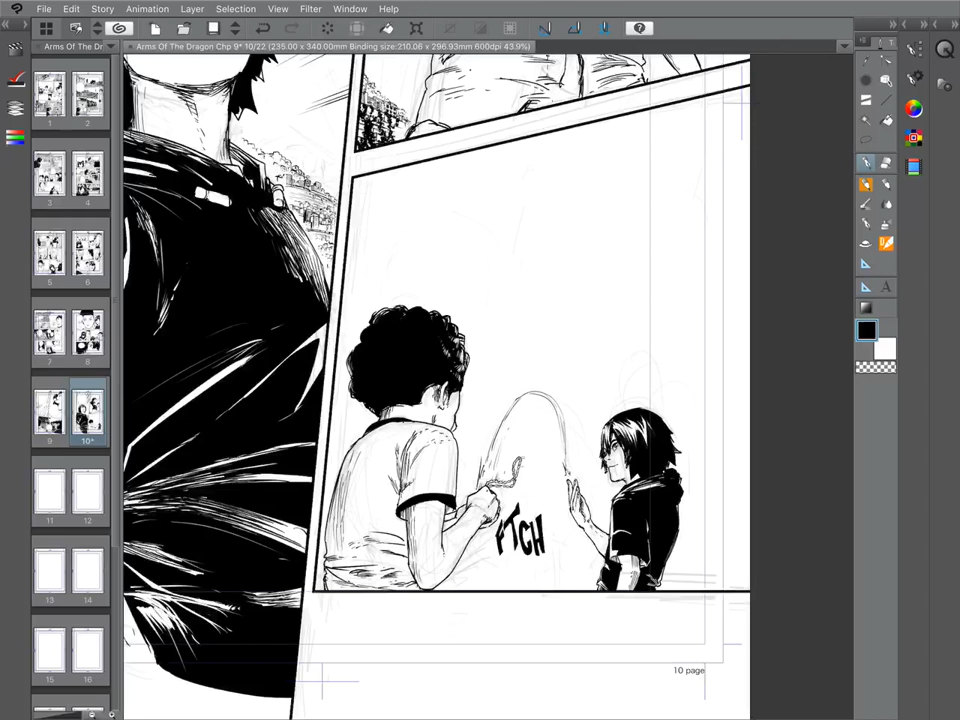 File Edit Story Animation Layer Selection View Filter Window Help
Arms Of The Dr
Arms Of The Dragon Chp 9* 10/22 (235.00 x 340.00mm Binding size:210.06 x 296.93mm 600dpi 43.9%)
1 2
3 4
5 6
7 8
9 10*
11 12
13 14
15 16
FTCH
10 page
T
A